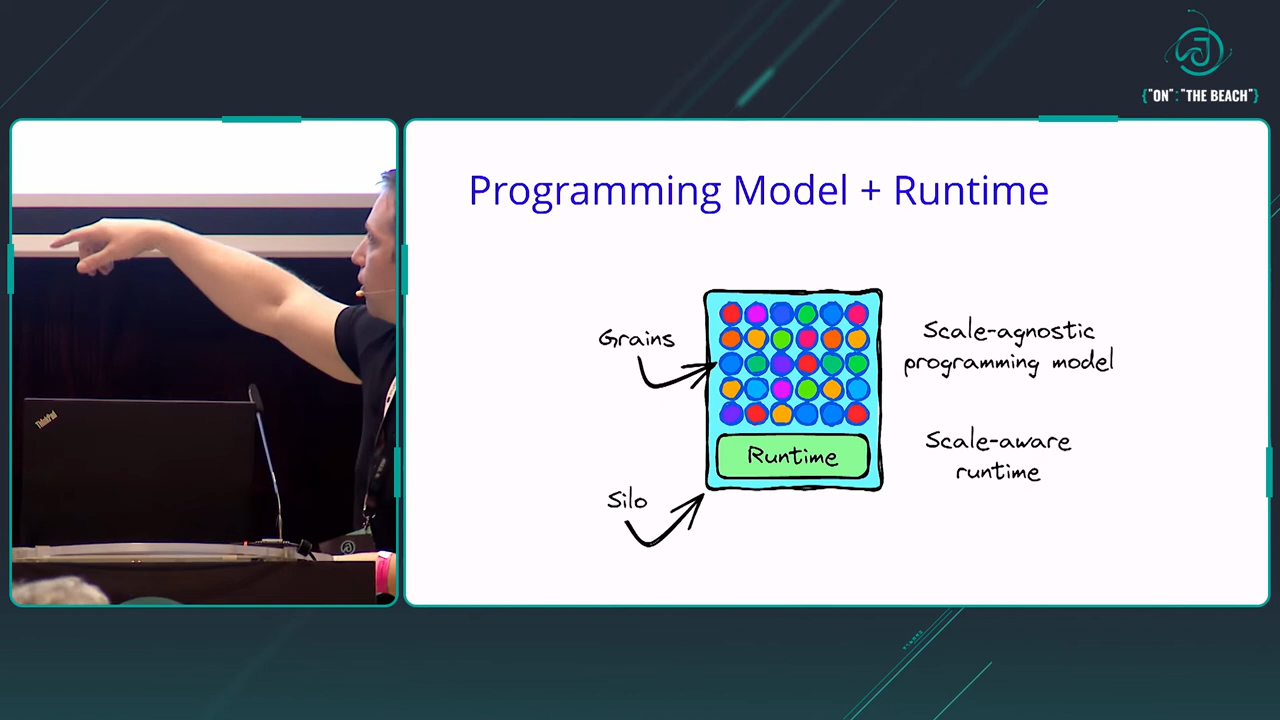 {"ON":"THE BEACH"}
Programming Model + Runtime
Grains
Scale-agnostic
programming model
Runtime
Scale-aware
runtime
Silo
ThinkPad